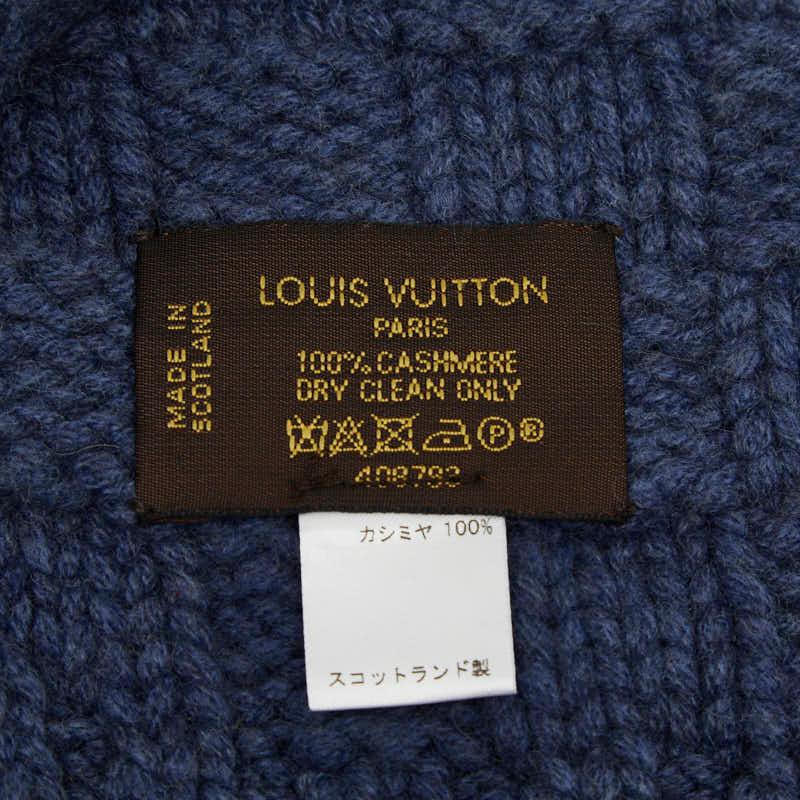 LOUIS VUITTON
PARIS
100% CASHMERE
DRY CLEAN ONLY
P®
408793
MADE IN
SCOTLAND
カシミヤ 100%
スコットランド製